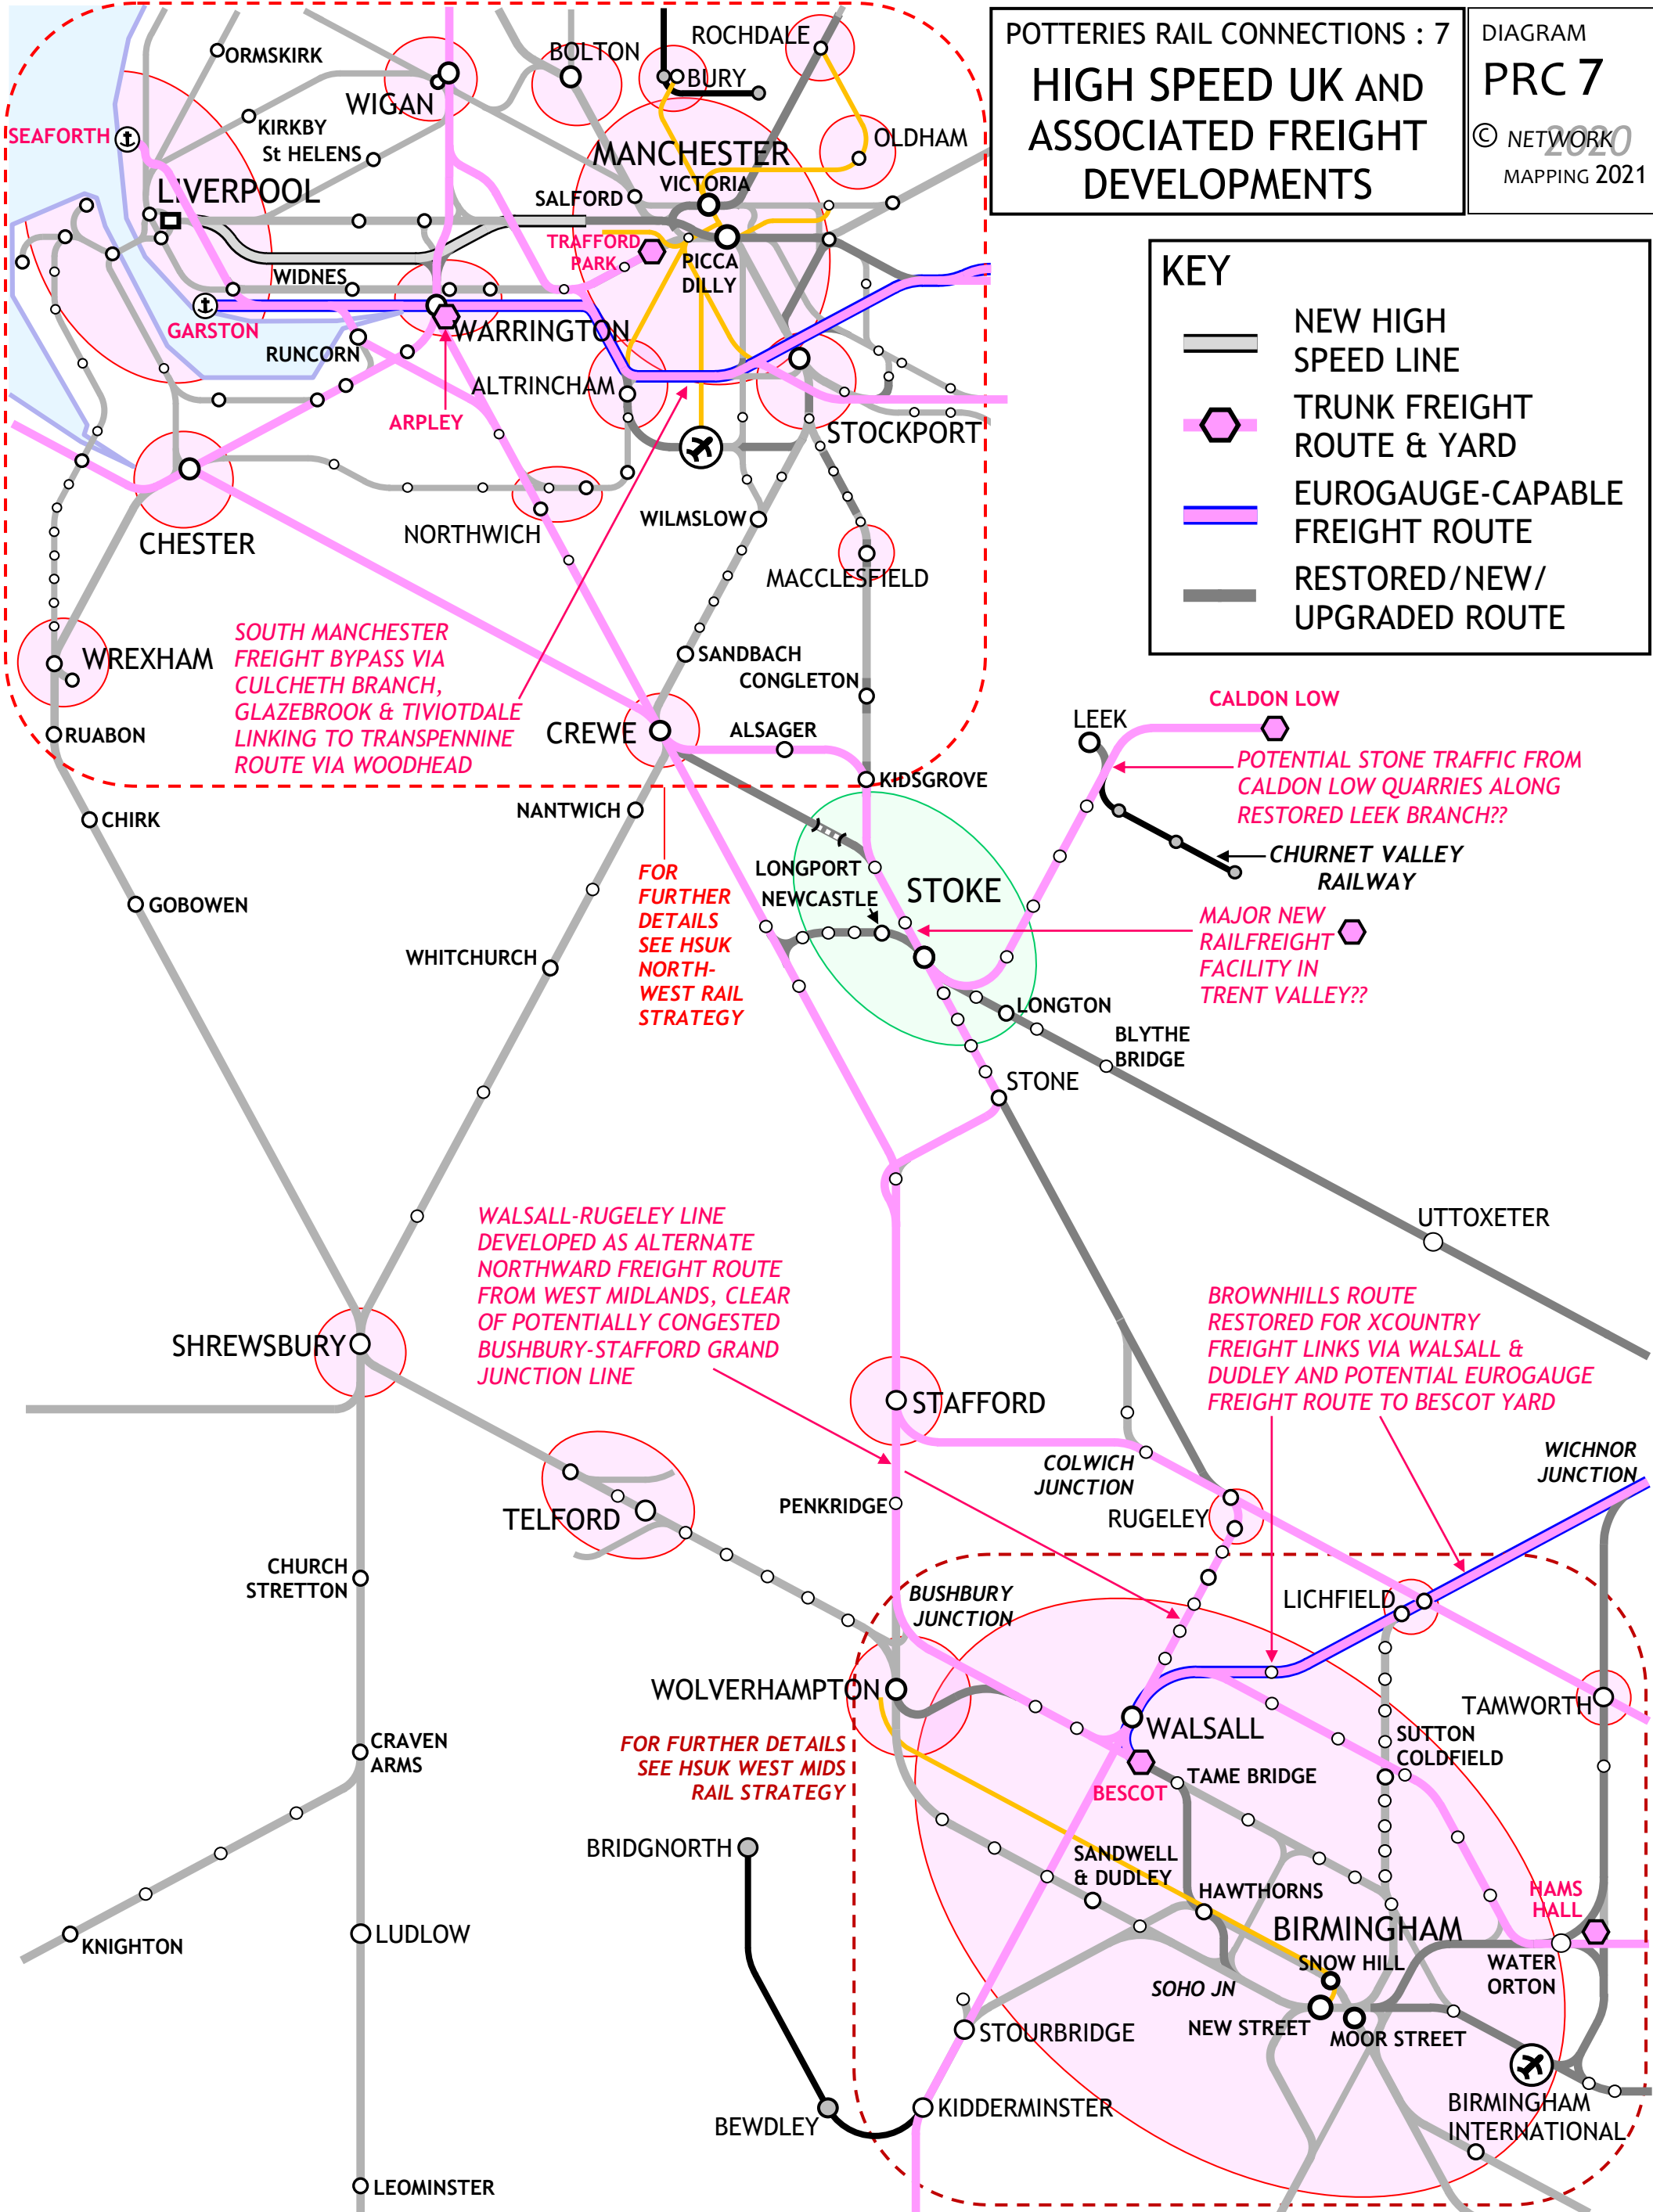 POTTERIES RAIL CONNECTIONS : 7
HIGH SPEED UK AND
ASSOCIATED FREIGHT
DEVELOPMENTS
DIAGRAM
PRC 7
© NETWORK
2020
MAPPING 2021
KEY
NEW HIGH
SPEED LINE
TRUNK FREIGHT
ROUTE & YARD
EUROGAUGE-CAPABLE
FREIGHT ROUTE
RESTORED/NEW/
UPGRADED ROUTE
ORMSKIRK
WIGAN
BOLTON
ROCHDALE
BURY
SEAFORTH
KIRKBY
St HELENS
OLDHAM
MANCHESTER
VICTORIA
LIVERPOOL
SALFORD
TRAFFORD
PARK
PICCA
DILLY
WIDNES
GARSTON
RUNCORN
WARRINGTON
ALTRINCHAM
ARPLEY
STOCKPORT
CHESTER
NORTHWICH
WILMSLOW
MACCLESFIELD
WREXHAM
SOUTH MANCHESTER
FREIGHT BYPASS VIA
CULCHETH BRANCH,
GLAZEBROOK & TIVIOTDALE
LINKING TO TRANSPENNINE
ROUTE VIA WOODHEAD
SANDBACH
CONGLETON
RUABON
CREWE
ALSAGER
KIDSGROVE
LEEK
CALDON LOW
POTENTIAL STONE TRAFFIC FROM
CALDON LOW QUARRIES ALONG
RESTORED LEEK BRANCH??
CHIRK
NANTWICH
CHURNET VALLEY
RAILWAY
FOR
FURTHER
DETAILS
SEE HSUK
NORTH-
WEST RAIL
STRATEGY
LONGPORT
NEWCASTLE
STOKE
GOBOWEN
MAJOR NEW
RAILFREIGHT
FACILITY IN
TRENT VALLEY??
WHITCHURCH
LONGTON
BLYTHE
BRIDGE
STONE
UTTOXETER
WALSALL-RUGELEY LINE
DEVELOPED AS ALTERNATE
NORTHWARD FREIGHT ROUTE
FROM WEST MIDLANDS, CLEAR
OF POTENTIALLY CONGESTED
BUSHBURY-STAFFORD GRAND
JUNCTION LINE
BROWNHILLS ROUTE
RESTORED FOR XCOUNTRY
FREIGHT LINKS VIA WALSALL &
DUDLEY AND POTENTIAL EUROGAUGE
FREIGHT ROUTE TO BESCOT YARD
SHREWSBURY
STAFFORD
COLWICH
JUNCTION
WICHNOR
JUNCTION
TELFORD
PENKRIDGE
RUGELEY
CHURCH
STRETTON
BUSHBURY
JUNCTION
LICHFIELD
WOLVERHAMPTON
WALSALL
TAMWORTH
CRAVEN
ARMS
FOR FURTHER DETAILS
SEE HSUK WEST MIDS
RAIL STRATEGY
SUTTON
COLDFIELD
TAME BRIDGE
BESCOT
BRIDGNORTH
SANDWELL
& DUDLEY
HAWTHORNS
HAMS
HALL
BIRMINGHAM
SNOW HILL
KNIGHTON
LUDLOW
WATER
ORTON
SOHO JN
NEW STREET
MOOR STREET
STOURBRIDGE
BEWDLEY
KIDDERMINSTER
BIRMINGHAM
INTERNATIONAL
LEOMINSTER